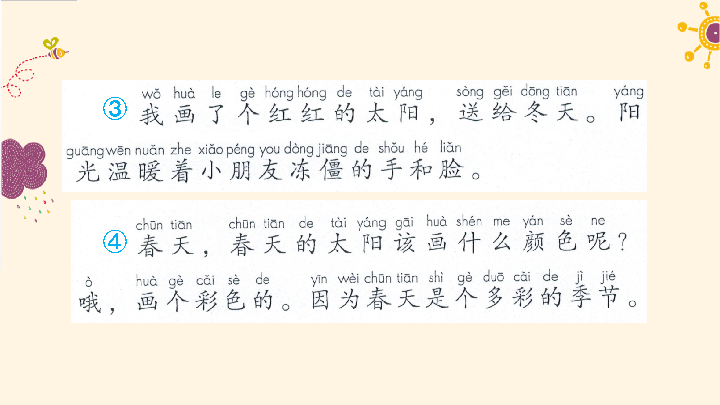 wǒ huà le gè hóng hóng de tài yáng sòng gěi dōng tiān yáng
③ 我画了个红红的太阳，送给冬天。阳
guāng wēn nuǎn zhe xiǎo péng you dòng jiāng de shǒu hé liǎn
光温暖着小朋友冻僵的手和脸。
chūn tiān chūn tiān de tài yáng gāi huà shén me yán sè ne
④ 春天，春天的太阳该画什么颜色呢？
ò huà gè cǎi sè de yīn wèi chūn tiān shì gè duō cǎi de jì jié
哦，画个彩色的。因为春天是个多彩的季节。